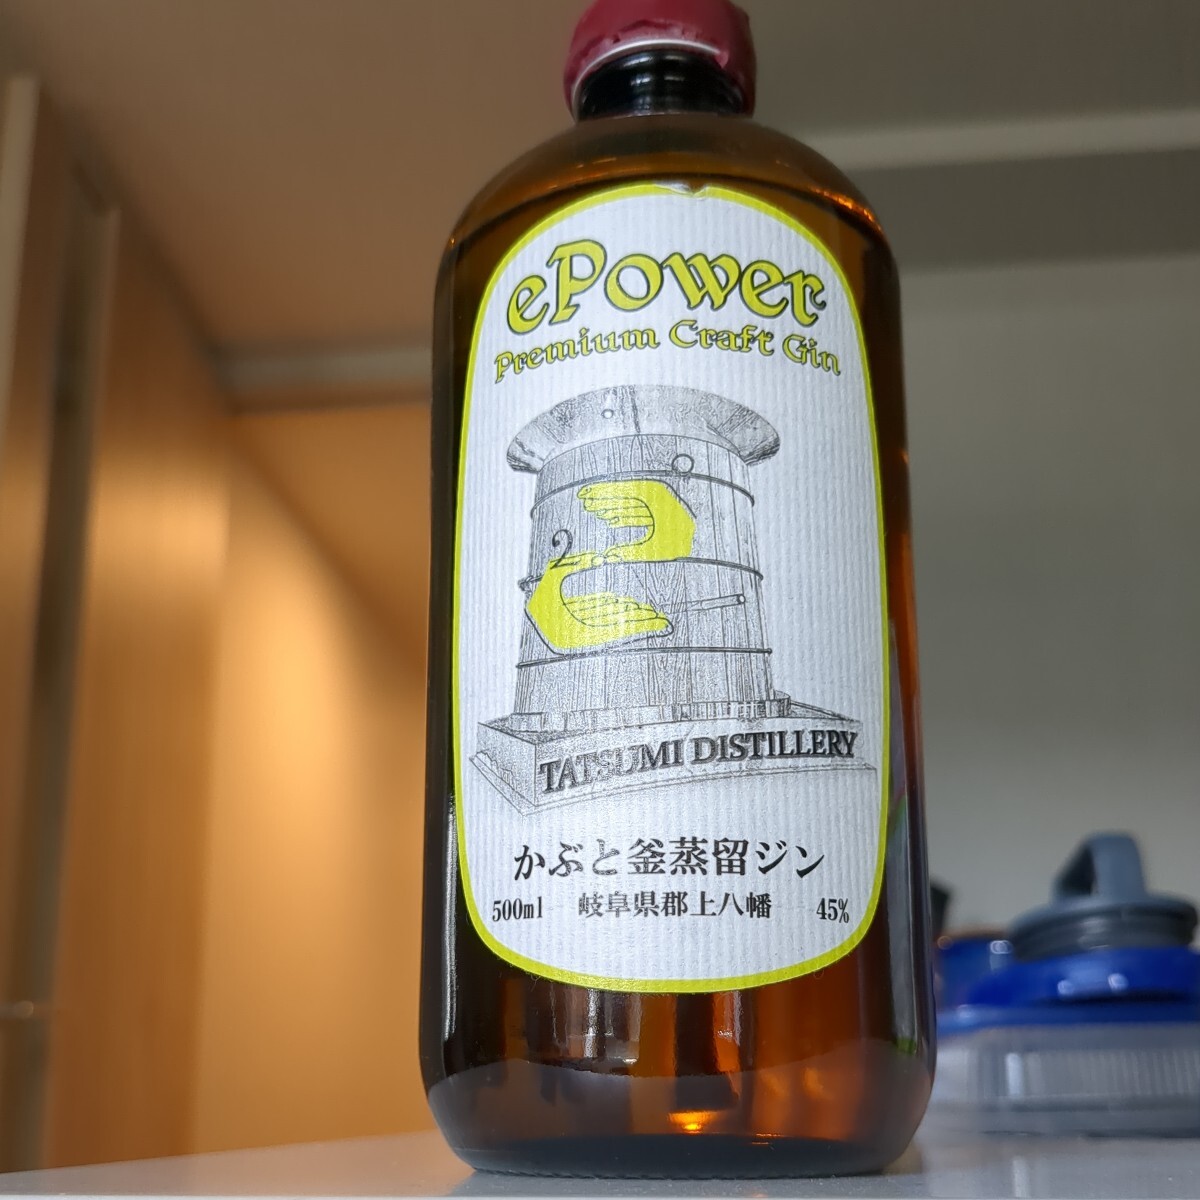 ePower
Premium Craft Gin
2
TATSUMI DISTILLERY
かぶと釜蒸留ジン
500ml 岐阜県郡上八幡 45%